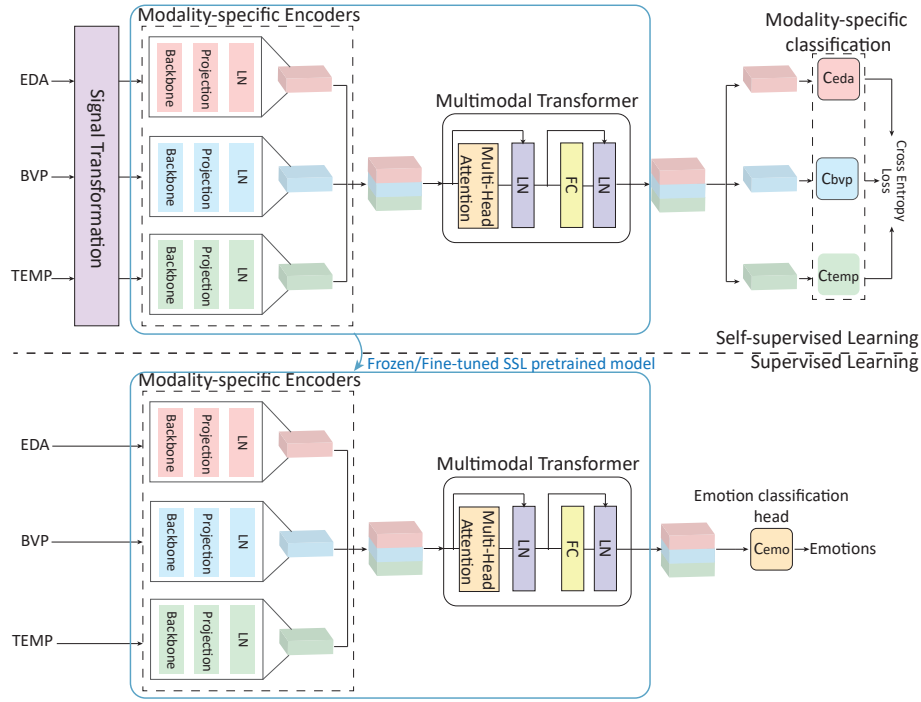 Modality-specific Encoders
Modality-specific
classification
EDA
BVP
TEMP
Signal Transformation
Backbone
Projection
LN
Backbone
Projection
LN
Backbone
Projection
LN
Multimodal Transformer
Multi-Head
Attention
LN
FC
LN
Ceda
Cbvp
Ctemp
Cross Entropy
Loss
Self-supervised Learning
Supervised Learning
Frozen/Fine-tuned SSL pretrained model
Modality-specific Encoders
EDA
BVP
TEMP
Backbone
Projection
LN
Backbone
Projection
LN
Backbone
Projection
LN
Multimodal Transformer
Multi-Head
Attention
LN
FC
LN
Emotion classification
head
Cemo
Emotions